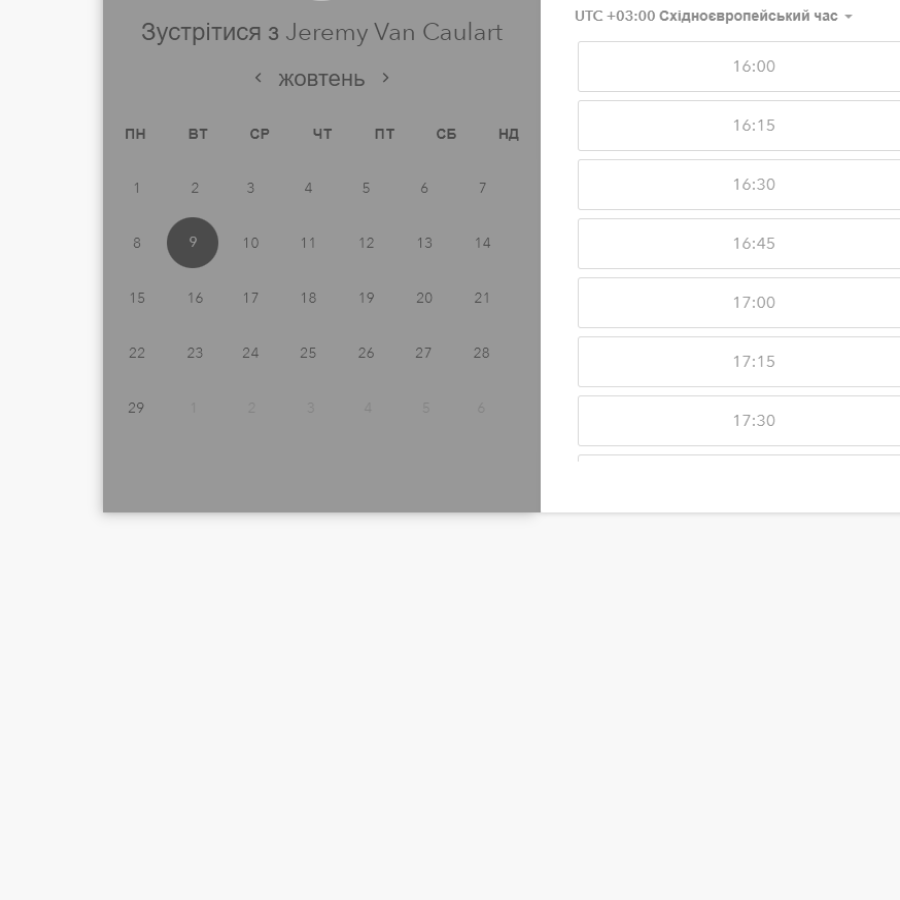 Зустрітися з Jeremy Van Caulart
жовтень
ПН ВТ СР ЧТ ПТ СБ НД
1 2 3 4 5 6 7
8 9 10 11 12 13 14
15 16 17 18 19 20 21
22 23 24 25 26 27 28
29 1 2 3 4 5 6
UTC +03:00 Східноєвропейський час
16:00
16:15
16:30
16:45
17:00
17:15
17:30